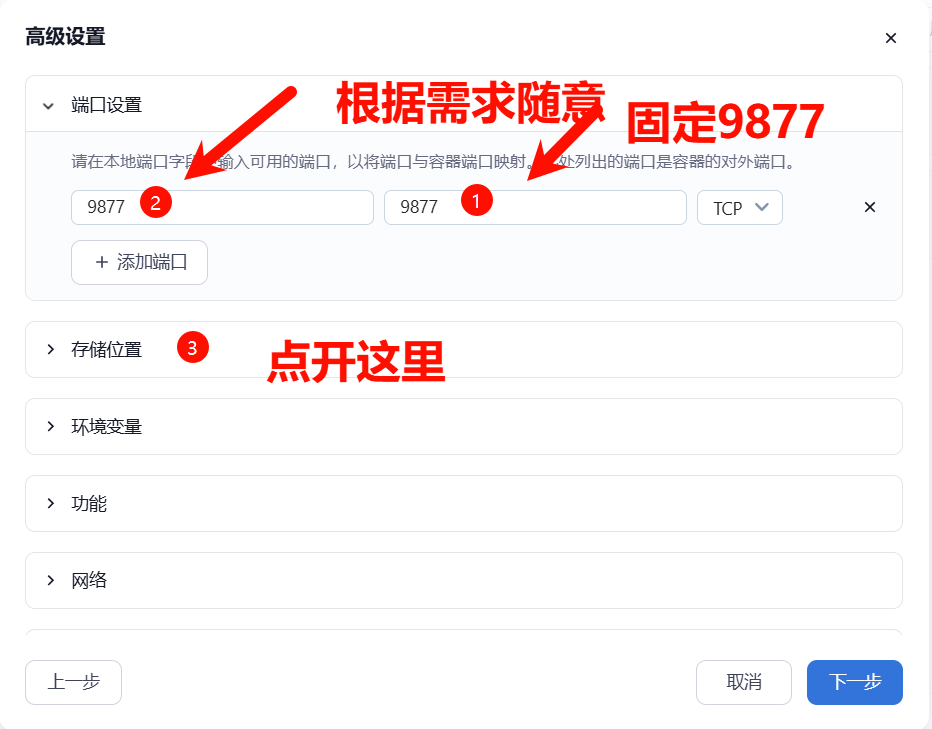 高级设置
端口设置
根据需求随意
固定9877
请在本地端口字段 输入可用的端口，以将端口与容器端口映射。 处列出的端口是容器的对外端口。
9877 2 9877 1 TCP
添加端口
存储位置 3 点开这里
环境变量
功能
网络
上一步 取消 下一步